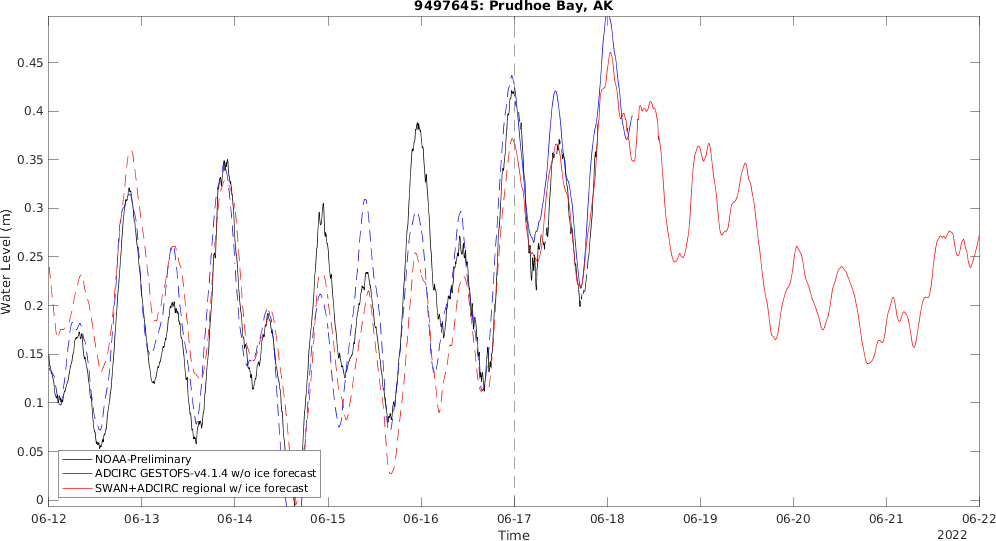 9497645: Prudhoe Bay, AK
Water Level (m)
0.45
0.4
0.35
0.3
0.25
0.2
0.15
0.1
0.05
0
NOAA-Preliminary
ADCIRC GESTOFS-v4.1.4 w/o ice forecast
SWAN+ADCIRC regional w/ ice forecast
06-12 06-13 06-14 06-15 06-16 06-17 06-18 06-19 06-20 06-21 06-22
Time
2022